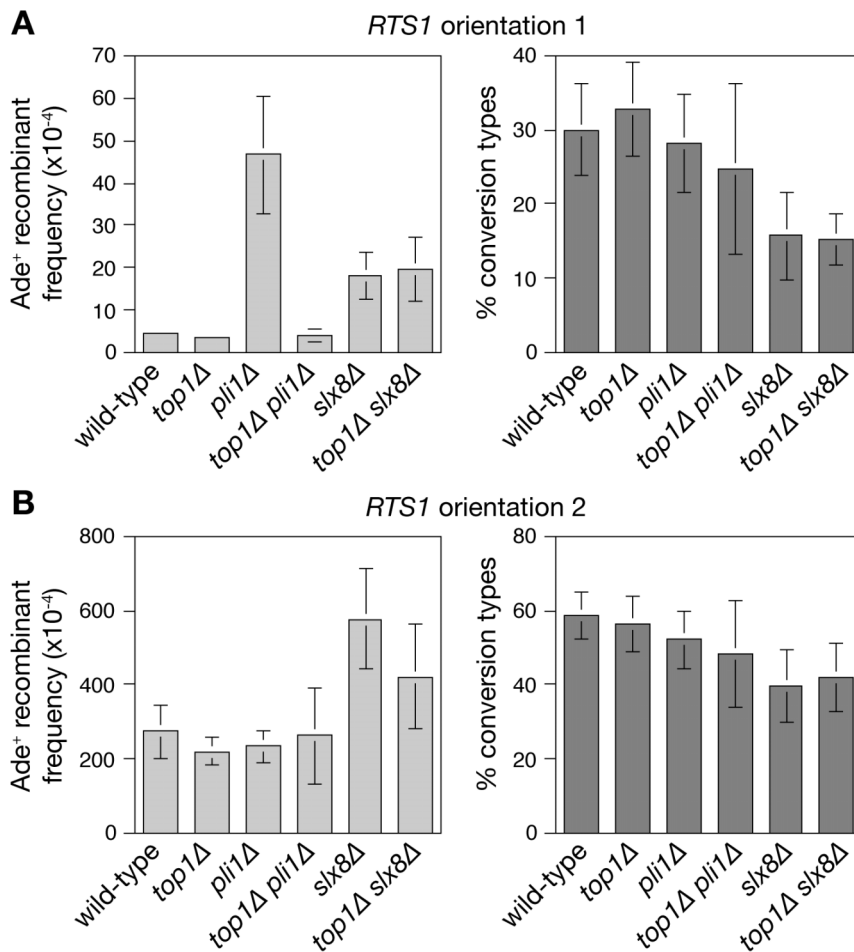 A
RTS1 orientation 1
Ade⁺ recombinant
frequency (x10⁻⁴)
70
60
50
40
30
20
10
0
wild-type
top1Δ
pli1Δ
top1Δ pli1Δ
slx8Δ
top1Δ slx8Δ
% conversion types
40
30
20
10
0
wild-type
top1Δ
pli1Δ
top1Δ pli1Δ
slx8Δ
top1Δ slx8Δ
B
RTS1 orientation 2
Ade⁺ recombinant
frequency (x10⁻⁴)
800
600
400
200
0
wild-type
top1Δ
pli1Δ
top1Δ pli1Δ
slx8Δ
top1Δ slx8Δ
% conversion types
80
60
40
20
0
wild-type
top1Δ
pli1Δ
top1Δ pli1Δ
slx8Δ
top1Δ slx8Δ